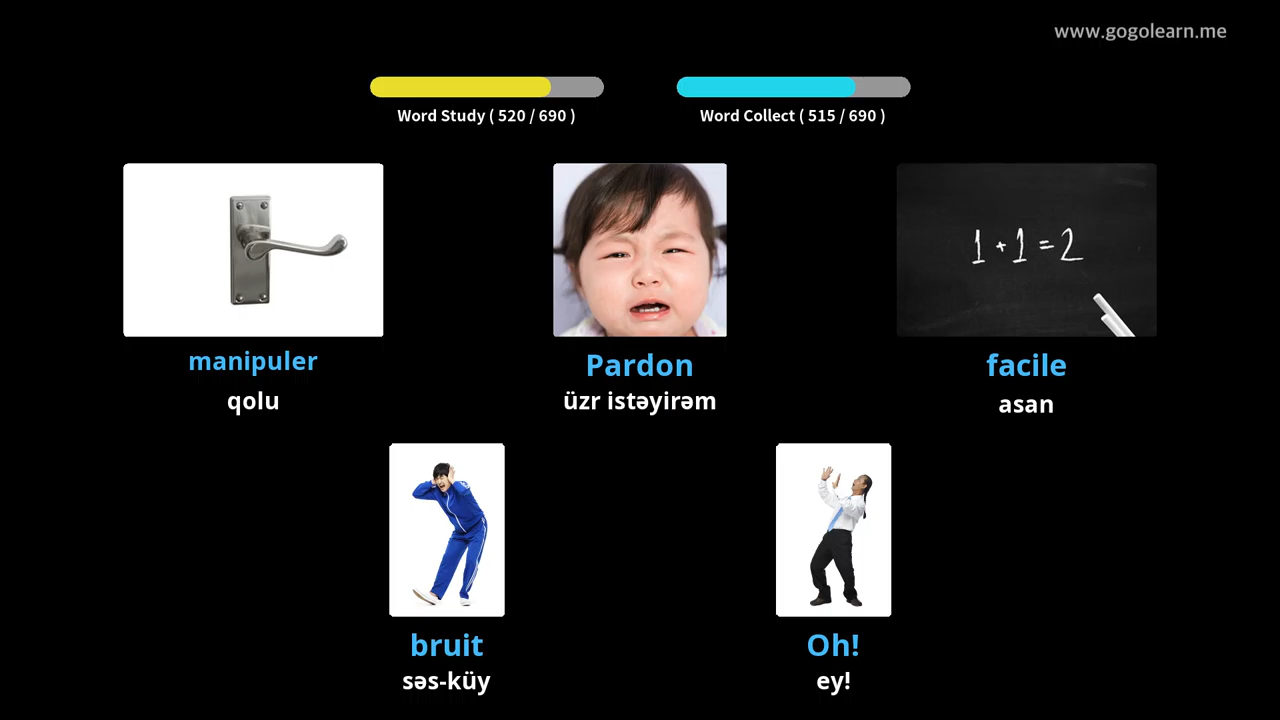 www.gogolearn.me
Word Study ( 520 / 690 )
Word Collect ( 515 / 690 )
1 + 1 = 2
manipuler
qolu
Pardon
üzr istəyirəm
facile
asan
bruit
səs-küy
Oh!
ey!